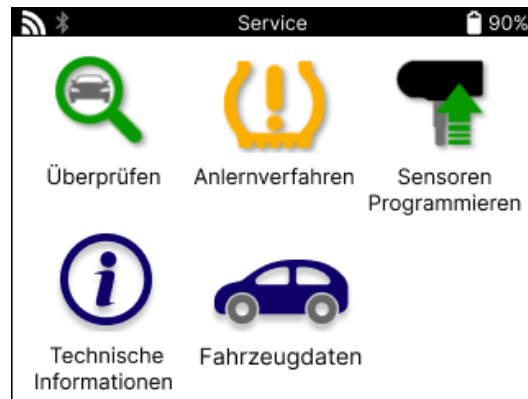 Service 90%
Überprüfen Anlernverfahren Sensoren
Programmieren
Technische Fahrzeugdaten
Informationen